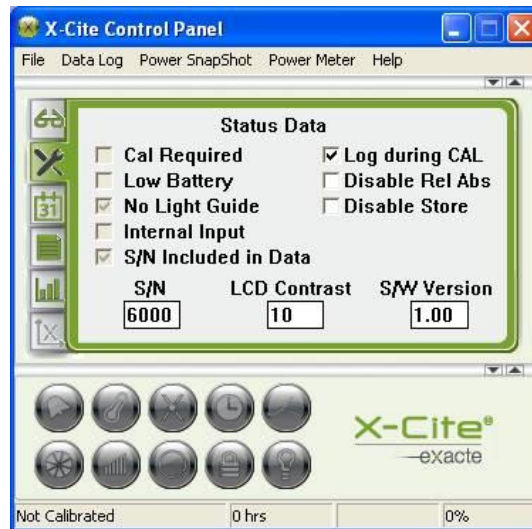 X-Cite Control Panel
File Data Log Power SnapShot Power Meter Help
Status Data
Cal Required
Log during CAL
Low Battery
Disable Rel Abs
No Light Guide
Disable Store
Internal Input
S/N Included in Data
31
S/N LCD Contrast S/W Version
6000 10 1.00
X-Cite®
exacte
Not Calibrated 0 hrs 0%